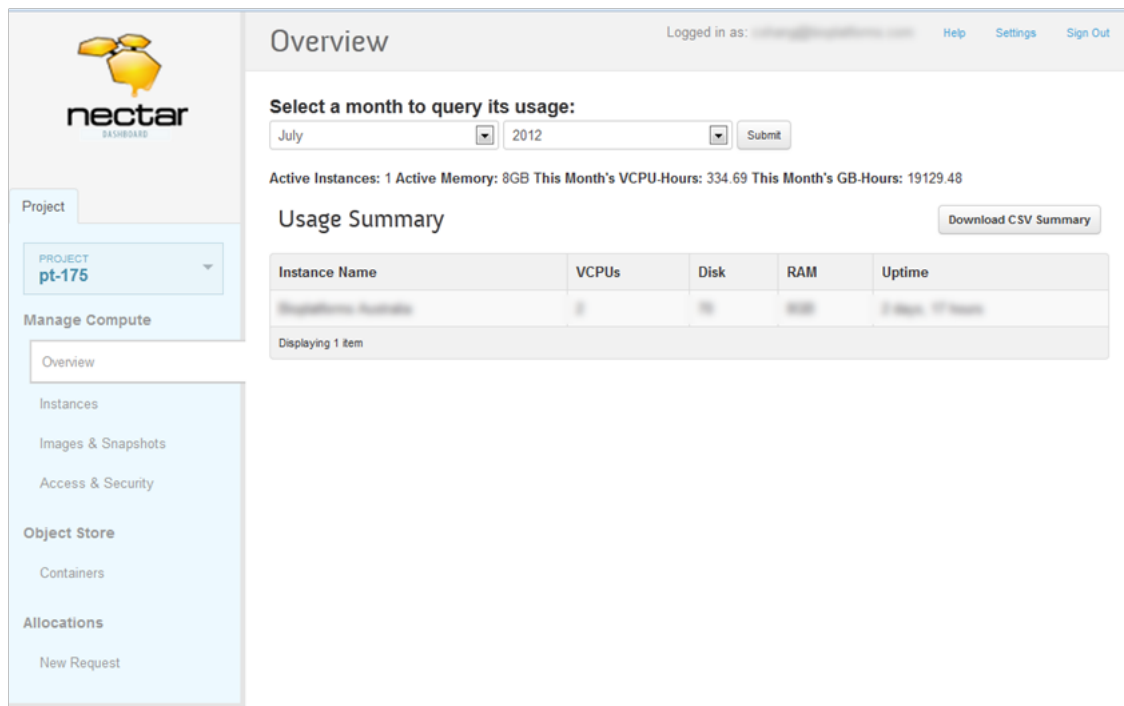 nectar
DASHBOARD
Project
PROJECT
pt-175
Manage Compute
Overview
Instances
Images & Snapshots
Access & Security
Object Store
Containers
Allocations
New Request
Overview
Logged in as:
Help Settings Sign Out
Select a month to query its usage:
July 2012 Submit
Active Instances: 1 Active Memory: 8GB This Month's VCPU-Hours: 334.69 This Month's GB-Hours: 19129.48
Usage Summary
Download CSV Summary
Instance Name VCPUs Disk RAM Uptime
Displaying 1 item